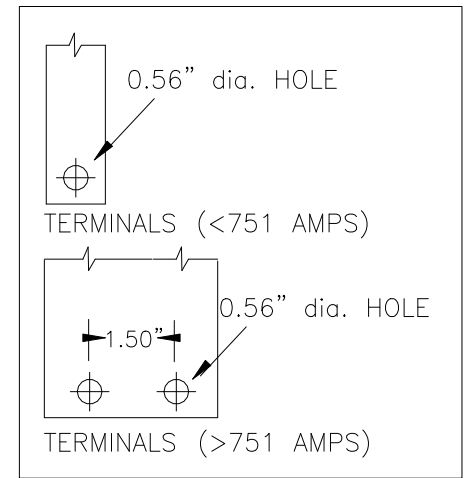 0.56" dia. HOLE
TERMINALS (<751 AMPS)
0.56" dia. HOLE
1.50"
TERMINALS (>751 AMPS)